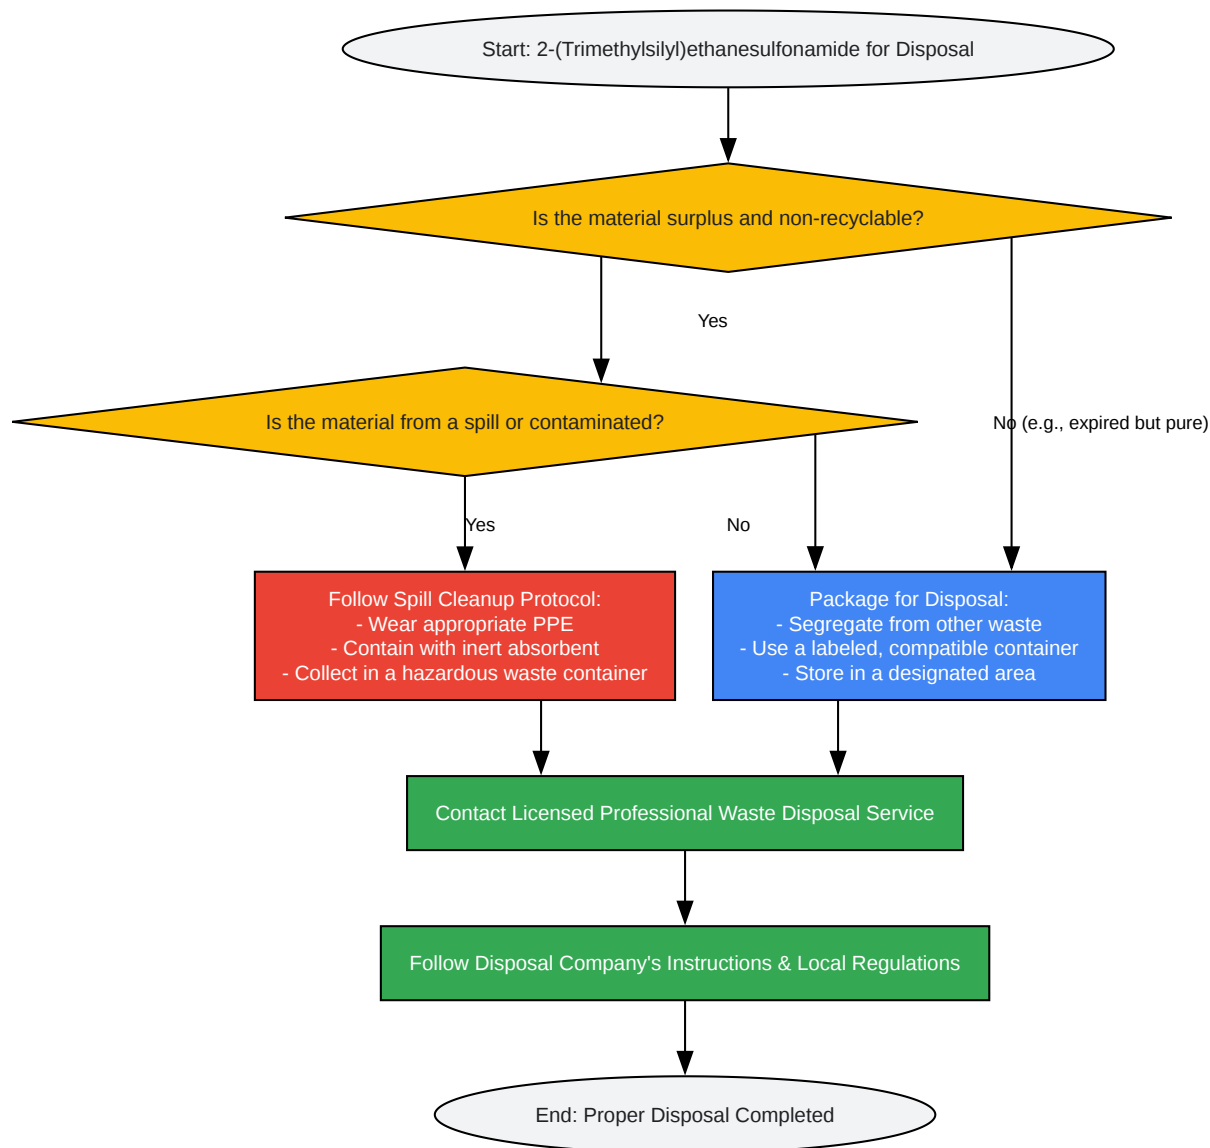 Start: 2-(Trimethylsilyl)ethanesulfonamide for Disposal
Is the material surplus and non-recyclable?
Yes
Is the material from a spill or contaminated?
No (e.g., expired but pure)
Yes
No
Follow Spill Cleanup Protocol:
- Wear appropriate PPE
- Contain with inert absorbent
- Collect in a hazardous waste container
Package for Disposal:
- Segregate from other waste
- Use a labeled, compatible container
- Store in a designated area
Contact Licensed Professional Waste Disposal Service
Follow Disposal Company's Instructions & Local Regulations
End: Proper Disposal Completed